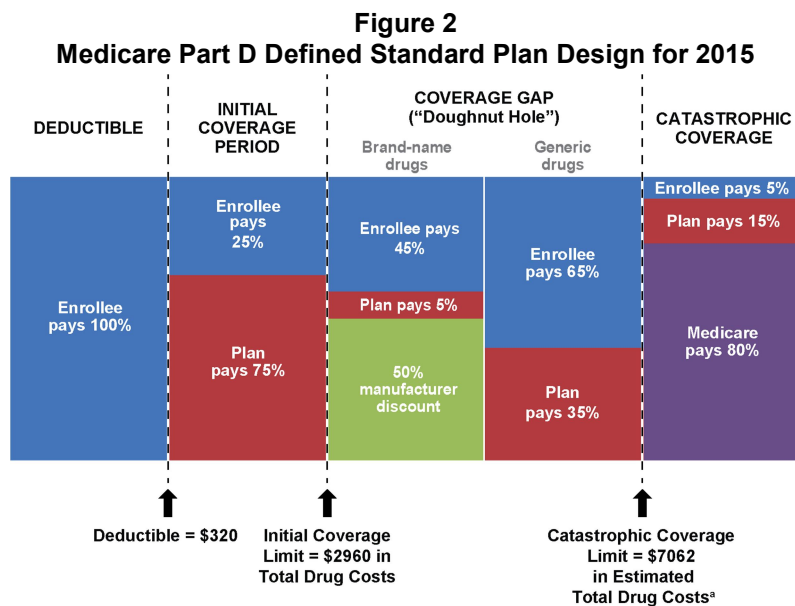 Figure 2
Medicare Part D Defined Standard Plan Design for 2015
DEDUCTIBLE
INITIAL
COVERAGE
PERIOD
COVERAGE GAP
(“Doughnut Hole”)
Brand-name
drugs
Generic
drugs
CATASTROPHIC
COVERAGE
Enrollee
pays 100%
Enrollee
pays
25%
Plan
pays 75%
Enrollee pays
45%
Plan pays 5%
50%
manufacturer
discount
Enrollee
pays 65%
Plan
pays 35%
Enrollee pays 5%
Plan pays 15%
Medicare
pays 80%
Deductible = $320
Initial Coverage
Limit = $2960 in
Total Drug Costs
Catastrophic Coverage
Limit = $7062
in Estimated
Total Drug Costsᵃ